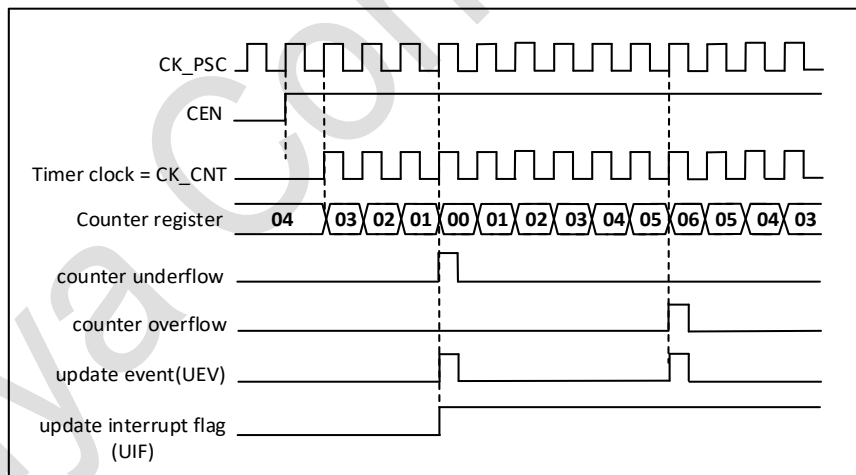 CK_PSC
CEN
Timer clock = CK_CNT
Counter register 04 03 02 01 00 01 02 03 04 05 06 05 04 03
counter underflow
counter overflow
update event(UEV)
update interrupt flag
(UIF)